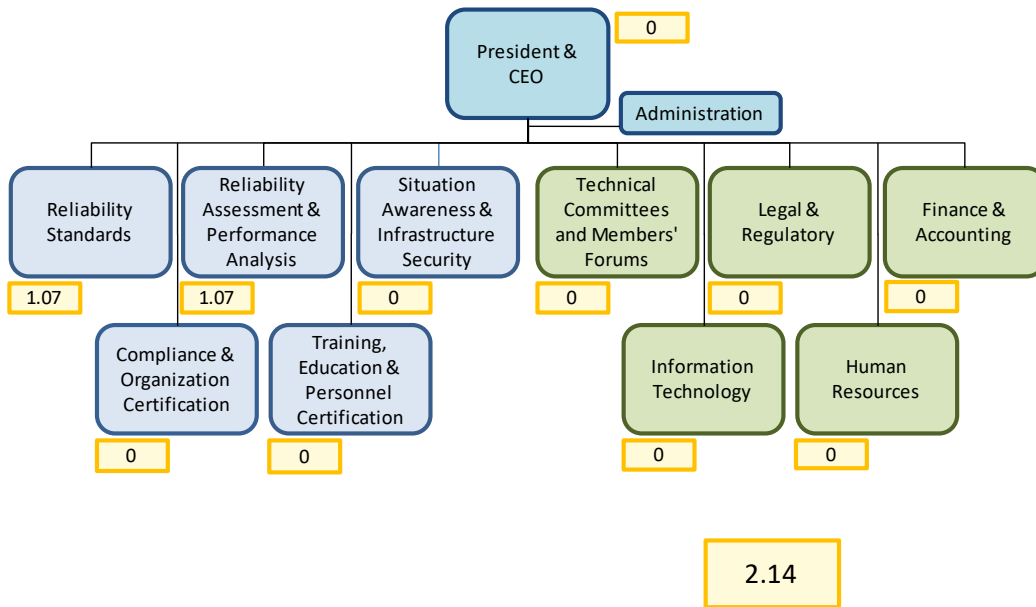 President &
CEO
0
Administration
Reliability
Standards
1.07
Reliability
Assessment &
Performance
Analysis
1.07
Situation
Awareness &
Infrastructure
Security
0
Technical
Committees
and Members'
Forums
0
Legal &
Regulatory
0
Finance &
Accounting
0
Compliance &
Organization
Certification
0
Training,
Education &
Personnel
Certification
0
Information
Technology
0
Human
Resources
0
2.14